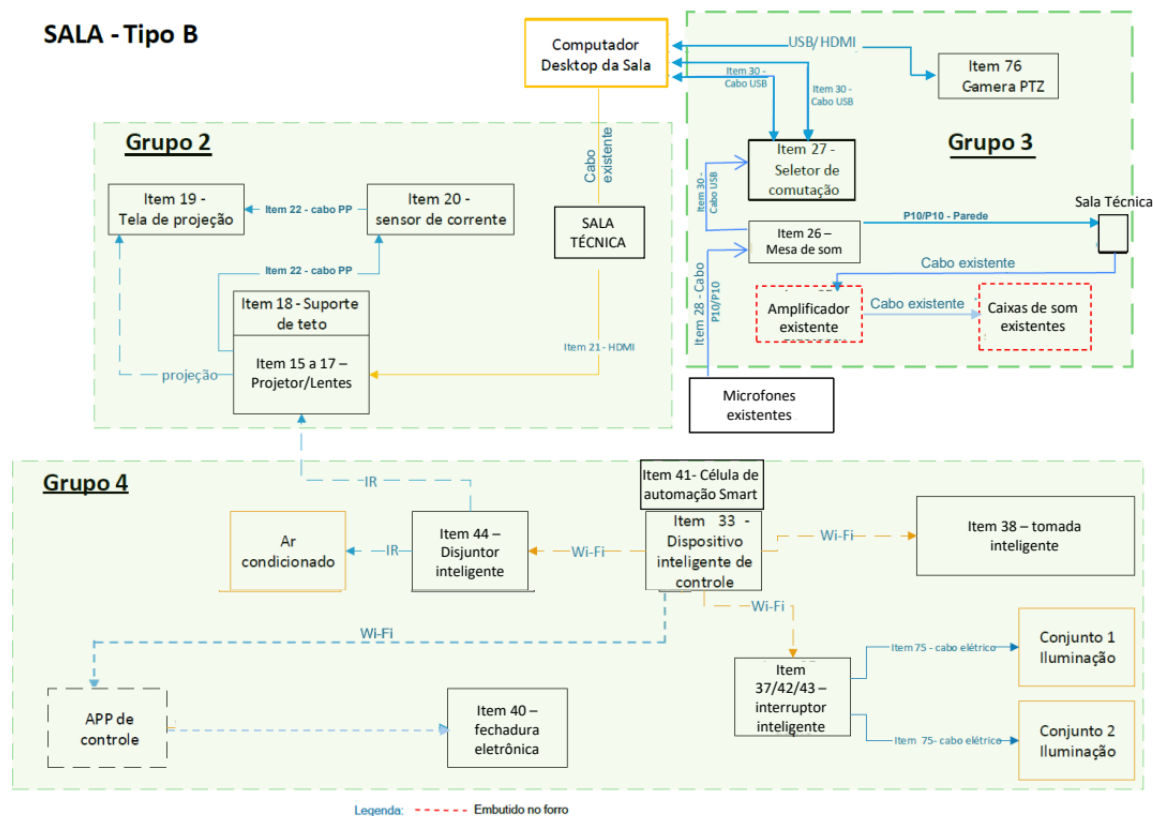 SALA - Tipo B
Computador
Desktop da Sala
USB/ HDMI
Item 76
Gamera PTZ
Item 30 -
Cabo USB
Item 30 -
Cabo USB
Grupo 2
Cabo
existente
Item 27 -
Seletor
de comutação
Grupo 3
Item 19 -
Tela de projeção
Item 22 - cabo PP
Item 20 -
sensor de corrente
Item 30 -
Cabo USB
SALA
TÉCNICA
Item 26 –
Mesa de som
P10/P10 - Parede
Sala Técnica
Item 22 - cabo PP
Cabo existente
Item 28 - Cabo
P10/P10
Item 18 - Suporte
de teto
Amplificador
existente
Cabo existente
Caixas de som
existentes
Item 21 - HDMI
Item 15 a 17 –
Projetor/Lentes
projeção
Microfones
existentes
Grupo 4
IR
Item 41- Célula de
automação Smart
Ar
condicionado
IR
Item 44 –
Disjuntor
inteligente
Wi-Fi
Item 33 -
Dispositivo
inteligente de
controle
Wi-Fi
Item 38 – tomada
inteligente
Wi-Fi
Wi-Fi
Item 75 - cabo elétrico
Conjunto 1
Iluminação
Item
37/42/43 –
interruptor
inteligente
APP de
controle
Item 40 –
fechadura
eletrônica
Item 75- cabo elétrico
Conjunto 2
Iluminação
Legenda: Embutido no forro